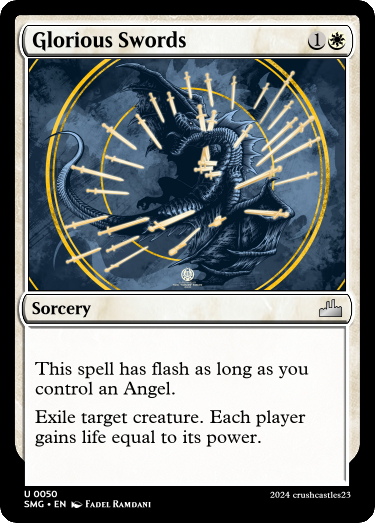 Glorious Swords 1
Sorcery
This spell has flash as long as you
control an Angel.
Exile target creature. Each player
gains life equal to its power.
U 0050
SMG • EN FADEL RAMDANI
2024 crushcastles23